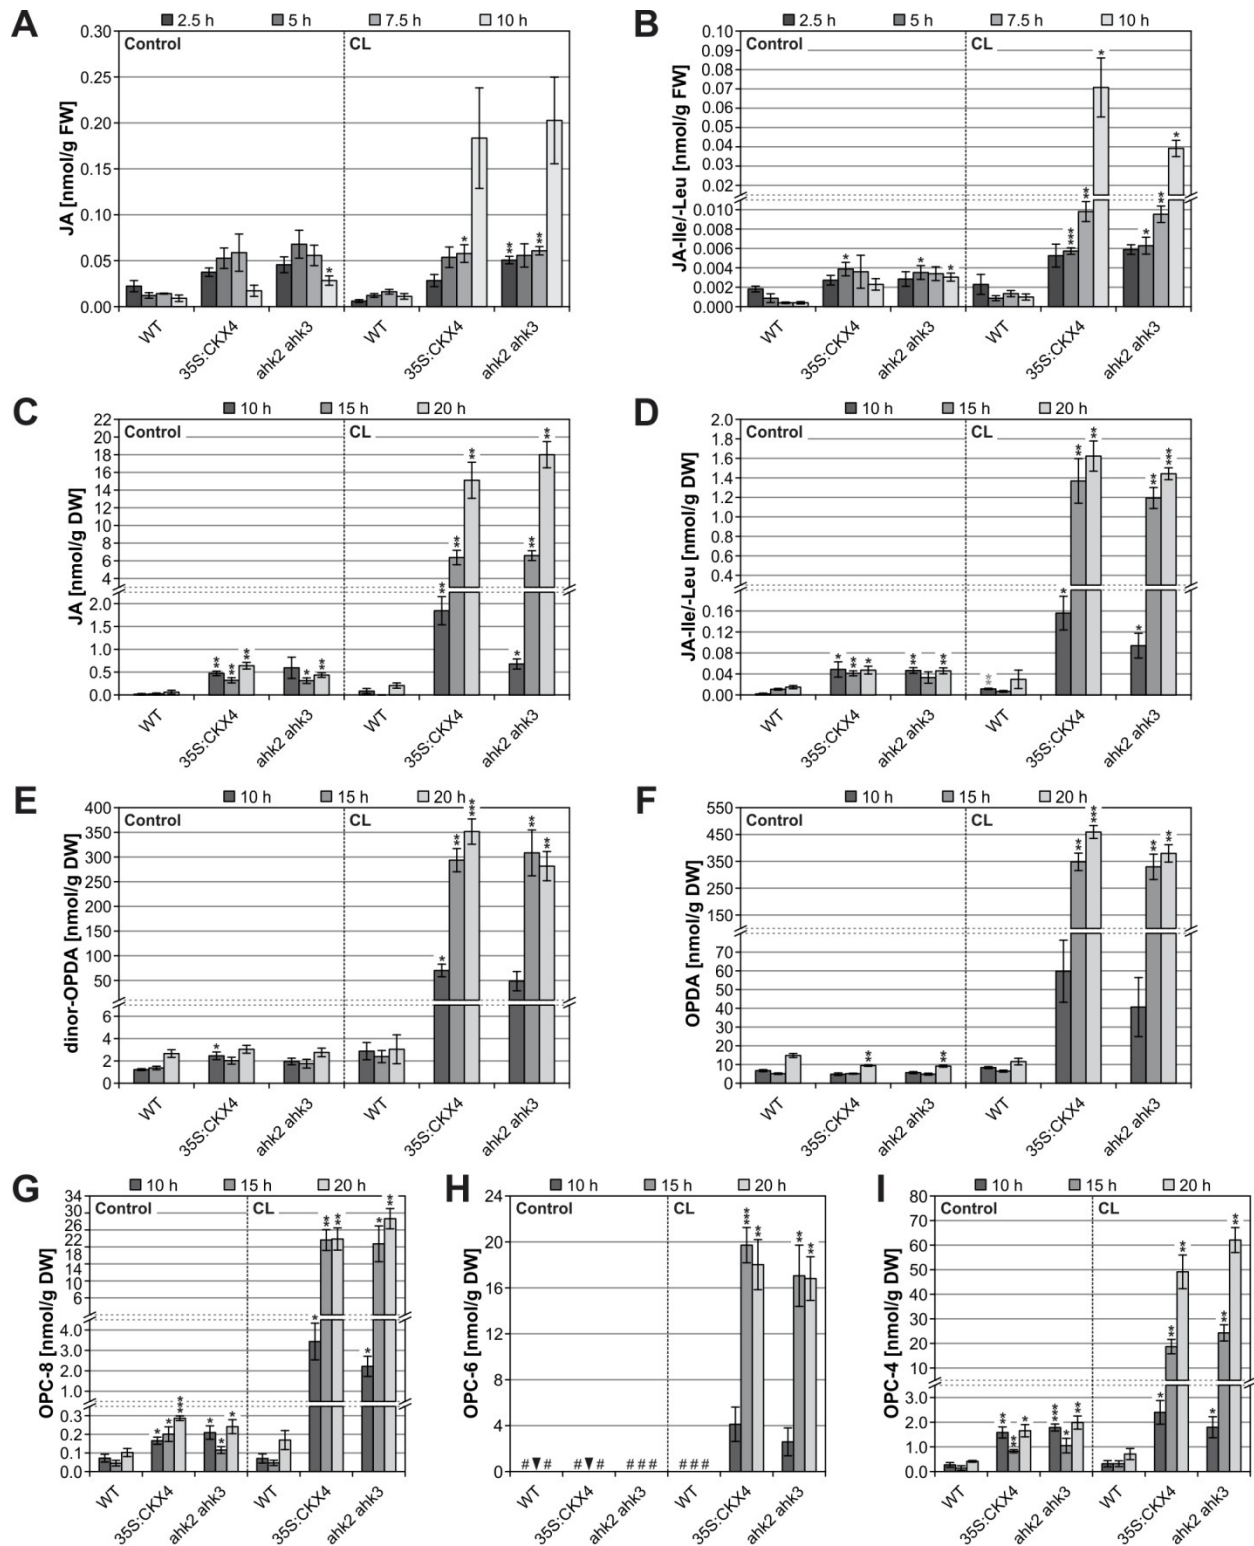 A
2.5 h 5 h 7.5 h 10 h
Control
CL
JA [nmol/g FW]
0.30
0.25
0.20
0.15
0.10
0.05
0.00
WT
35S:CKX4
ahk2 ahk3
WT
35S:CKX4
ahk2 ahk3
B
2.5 h 5 h 7.5 h 10 h
Control
CL
JA-Ile/-Leu [nmol/g FW]
0.10
0.09
0.08
0.07
0.06
0.05
0.04
0.03
0.02
0.010
0.008
0.006
0.004
0.002
0.000
WT
35S:CKX4
ahk2 ahk3
WT
35S:CKX4
ahk2 ahk3
C
10 h 15 h 20 h
Control
CL
JA [nmol/g DW]
22
20
18
16
14
12
10
8
6
4
2.0
1.5
1.0
0.5
0.0
WT
35S:CKX4
ahk2 ahk3
WT
35S:CKX4
ahk2 ahk3
D
10 h 15 h 20 h
Control
CL
JA-Ile/-Leu [nmol/g DW]
2.0
1.8
1.6
1.4
1.2
1.0
0.8
0.6
0.4
0.16
0.12
0.08
0.04
0.00
WT
35S:CKX4
ahk2 ahk3
WT
35S:CKX4
ahk2 ahk3
E
10 h 15 h 20 h
Control
CL
dinor-OPDA [nmol/g DW]
400
350
300
250
200
150
100
50
6
4
2
0
WT
35S:CKX4
ahk2 ahk3
WT
35S:CKX4
ahk2 ahk3
F
10 h 15 h 20 h
Control
CL
OPDA [nmol/g DW]
550
450
350
250
150
70
60
50
40
30
20
10
0
WT
35S:CKX4
ahk2 ahk3
WT
35S:CKX4
ahk2 ahk3
G
10 h 15 h 20 h
Control
CL
OPC-8 [nmol/g DW]
34
30
26
22
18
14
10
6
4.0
3.0
2.0
1.0
0.3
0.2
0.1
0.0
WT
35S:CKX4
ahk2 ahk3
WT
35S:CKX4
ahk2 ahk3
H
10 h 15 h 20 h
Control
CL
OPC-6 [nmol/g DW]
24
20
16
12
8
4
0
# ▼ # # ▼ # # # # # # #
WT
35S:CKX4
ahk2 ahk3
WT
35S:CKX4
ahk2 ahk3
I
10 h 15 h 20 h
Control
CL
OPC-4 [nmol/g DW]
80
70
60
50
40
30
20
10
3.0
2.0
1.0
0.0
WT
35S:CKX4
ahk2 ahk3
WT
35S:CKX4
ahk2 ahk3